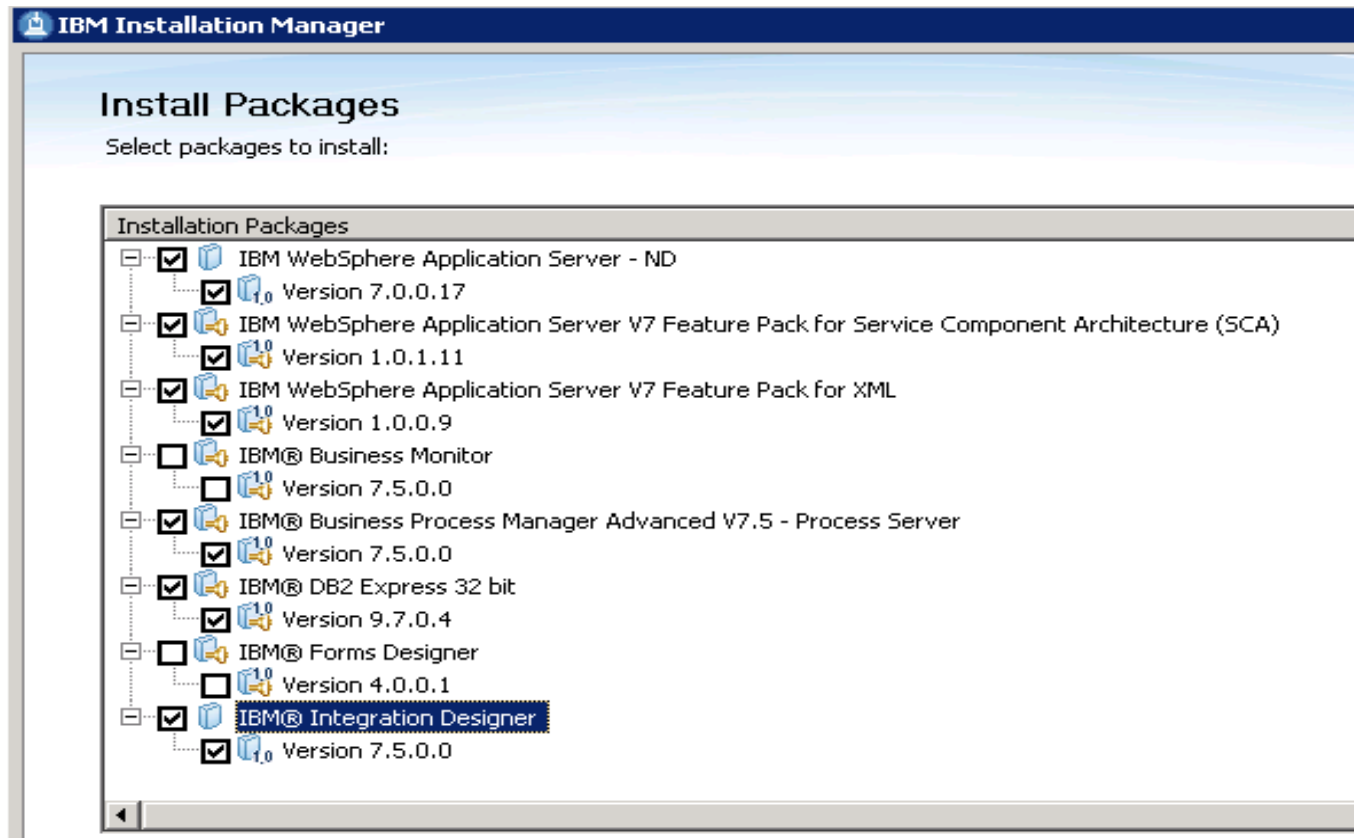 IBM Installation Manager
Install Packages
Select packages to install:
Installation Packages
IBM WebSphere Application Server - ND
Version 7.0.0.17
IBM WebSphere Application Server V7 Feature Pack for Service Component Architecture (SCA)
Version 1.0.1.11
IBM WebSphere Application Server V7 Feature Pack for XML
Version 1.0.0.9
IBM® Business Monitor
Version 7.5.0.0
IBM® Business Process Manager Advanced V7.5 - Process Server
Version 7.5.0.0
IBM® DB2 Express 32 bit
Version 9.7.0.4
IBM® Forms Designer
Version 4.0.0.1
IBM® Integration Designer
Version 7.5.0.0